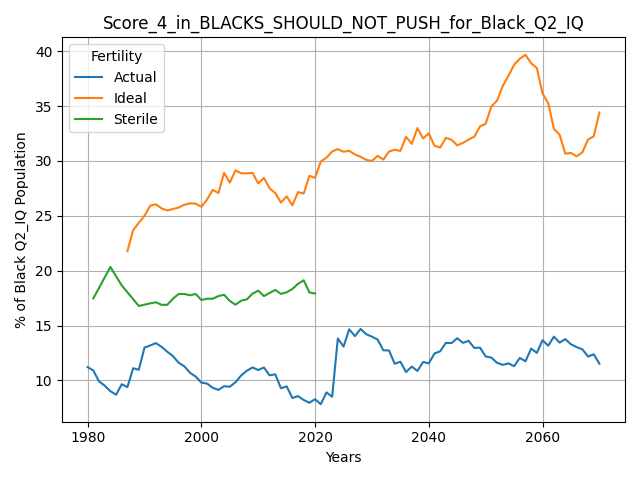 Score_4_in_BLACKS_SHOULD_NOT_PUSH_for_Black_Q2_IQ
Fertility
Actual
Ideal
Sterile
% of Black Q2_IQ Population
40
35
30
25
20
15
10
1980
2000
2020
2040
2060
Years